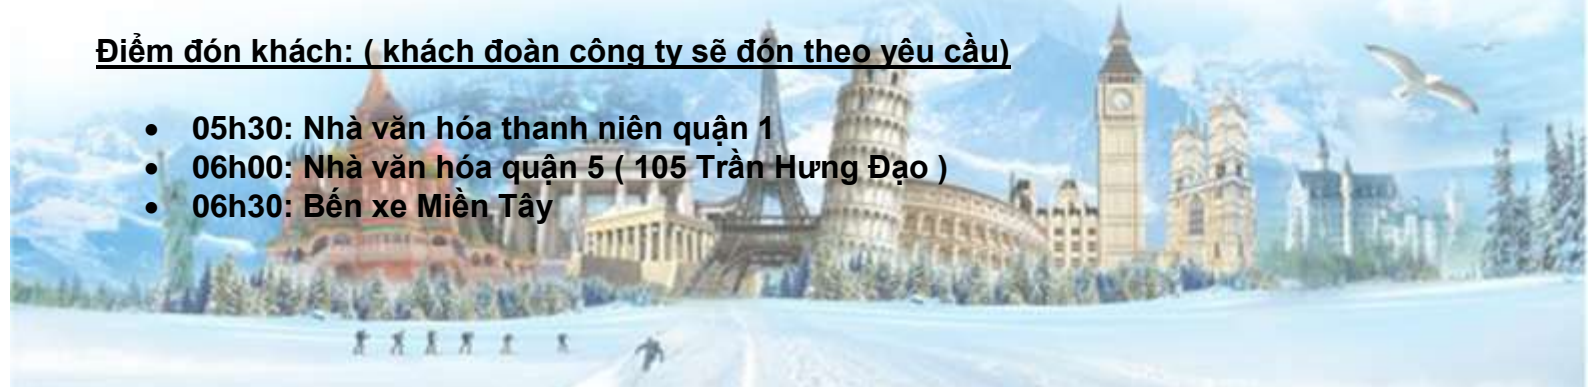 Điểm đón khách: ( khách đoàn công ty sẽ đón theo yêu cầu)
• 05h30: Nhà văn hóa thanh niên quận 1
• 06h00: Nhà văn hóa quận 5 ( 105 Trần Hưng Đạo )
• 06h30: Bến xe Miền Tây